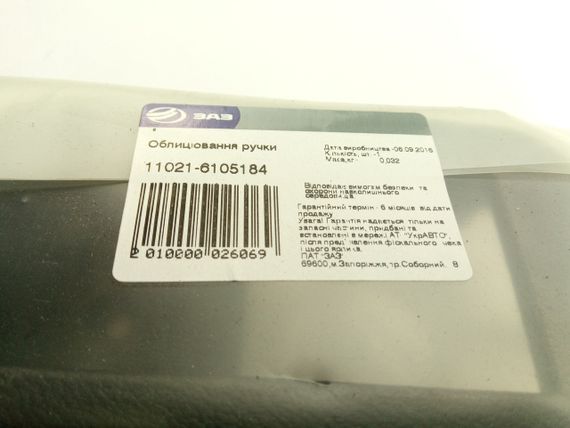 ЗАЗ
Облицювання ручки
11021-6105184
2 010000 026069
Дата виробництва -06.09.2016
Кількість, шт. -1
Маса,кг- 0,032
Відповідає вимогам безпеки та
охорони навколишнього
середовища.
Гарантійний термін: 6 місяців від дати
продажу
Увага! Гарантія надається тільки на
запасні частини, придбані та
встановлені в мережі АТ "УкрАВТО",
після пред'явлення фіскального чека
і цього ярлика.
ПАТ "ЗАЗ"
69600,м.Запоріжжя,пр.Соборний, 8